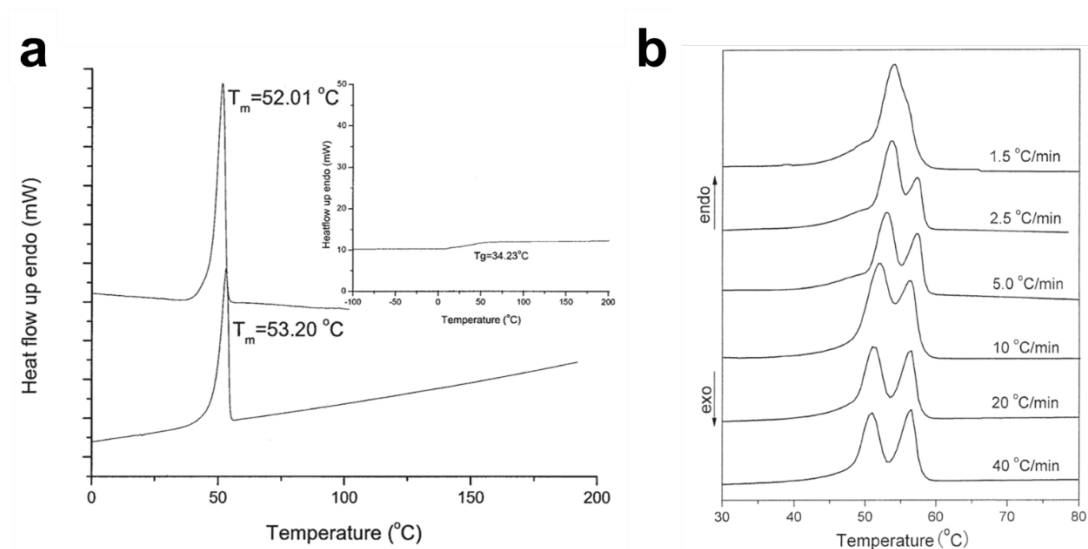 a
T_m=52.01 °C
T_m=53.20 °C
Heat flow up endo (mW)
0
50
100
150
200
Temperature (°C)
50
40
30
20
10
0
Heatflow up endo (mW)
Tg=34.23°C
-100
-50
0
50
100
150
200
Temperature (°C)
b
endo
exo
1.5 °C/min
2.5 °C/min
5.0 °C/min
10 °C/min
20 °C/min
40 °C/min
30
40
50
60
70
80
Temperature (°C)